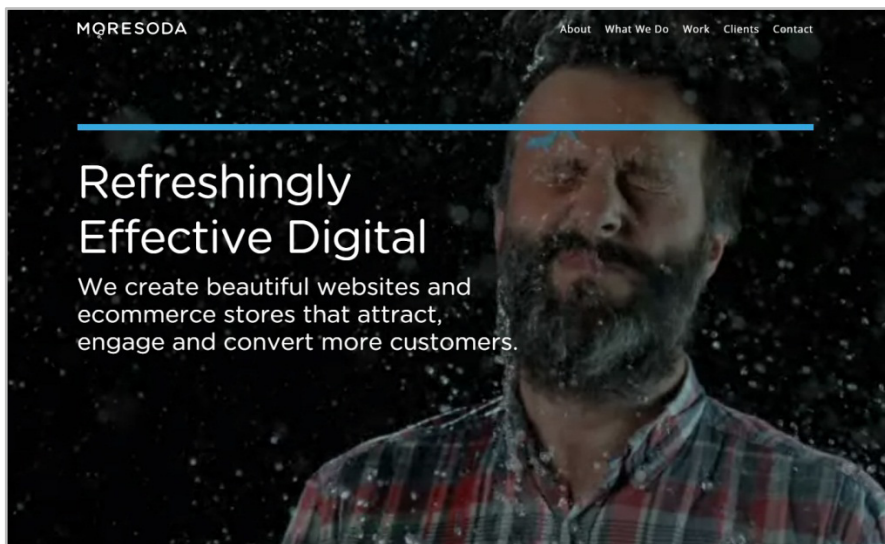 MORESODA
About What We Do Work Clients Contact
Refreshingly
Effective Digital
We create beautiful websites and
ecommerce stores that attract,
engage and convert more customers.